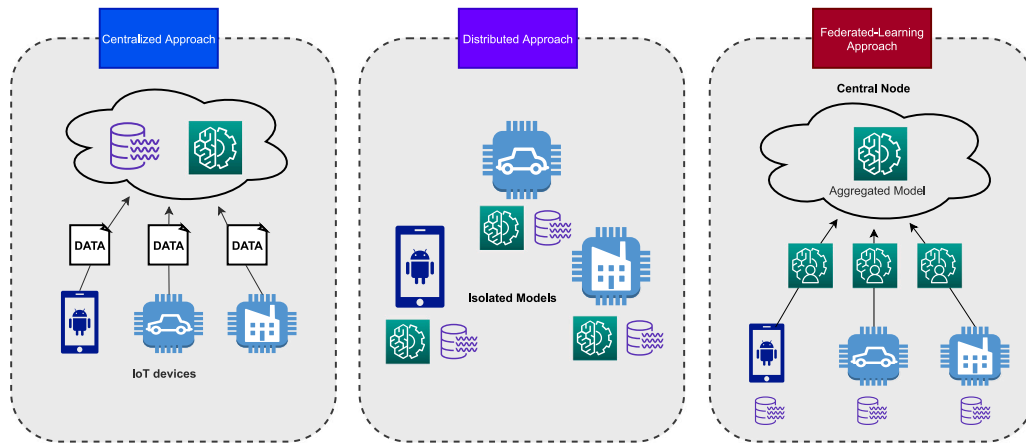 Centralized Approach
DATA
DATA
DATA
IoT devices
Distributed Approach
Isolated Models
Federated-Learning
Approach
Central Node
Aggregated Model